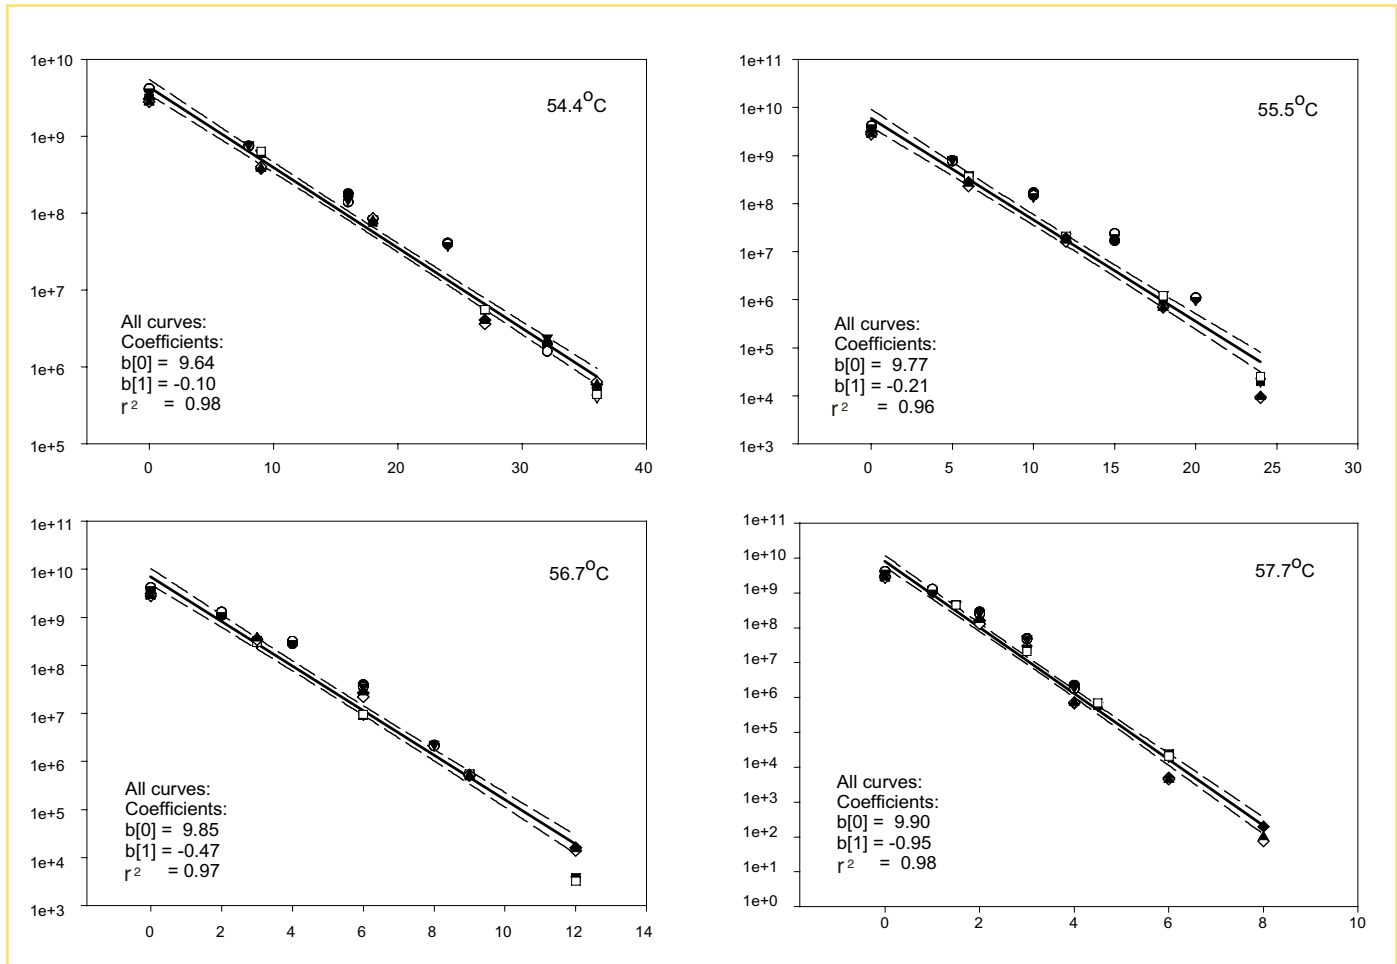 1e+10
1e+9
1e+8
1e+7
1e+6
1e+5
54.4°C
All curves:
Coefficients:
b[0] = 9.64
b[1] = -0.10
r² = 0.98
0 10 20 30 40
1e+11
1e+10
1e+9
1e+8
1e+7
1e+6
1e+5
1e+4
1e+3
55.5°C
All curves:
Coefficients:
b[0] = 9.77
b[1] = -0.21
r² = 0.96
0 5 10 15 20 25 30
1e+11
1e+10
1e+9
1e+8
1e+7
1e+6
1e+5
1e+4
1e+3
56.7°C
All curves:
Coefficients:
b[0] = 9.85
b[1] = -0.47
r² = 0.97
0 2 4 6 8 10 12 14
1e+11
1e+10
1e+9
1e+8
1e+7
1e+6
1e+5
1e+4
1e+3
1e+2
1e+1
1e+0
57.7°C
All curves:
Coefficients:
b[0] = 9.90
b[1] = -0.95
r² = 0.98
0 2 4 6 8 10